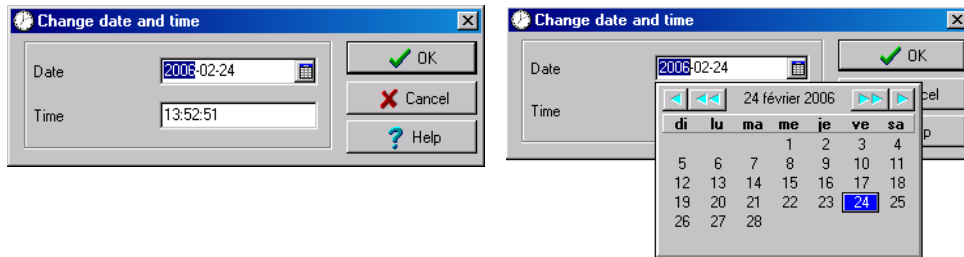 Change date and time
OK
Date
2006-02-24
Cancel
Time
13:52:51
Help
Change date and time
OK
Date
2006-02-24
Time
24 février 2006
di lu ma me je ve sa
1 2 3 4
5 6 7 8 9 10 11
12 13 14 15 16 17 18
19 20 21 22 23 24 25
26 27 28